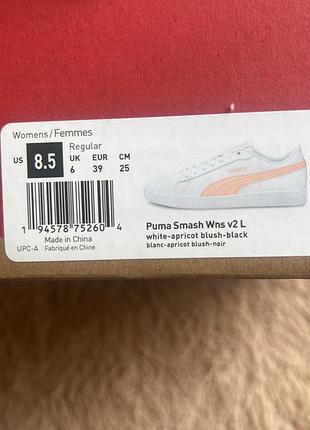 Womens/Femmes
Regular
US 8.5 UK 6 EUR 39 CM 25
1 94578 75260 4
UPC-A Made in China
Fabriqué en Chine
Puma Smash Wns v2 L
white-apricot blush-black
blanc-apricot blush-noir